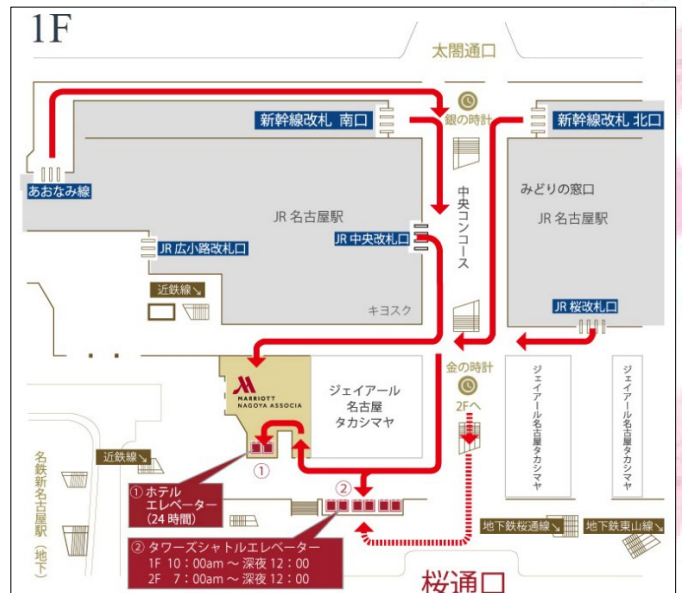 1F
太閤通口
新幹線改札 南口
銀の時計
新幹線改札 北口
あおなみ線
JR 名古屋駅
中央コンコース
みどりの窓口
JR 名古屋駅
JR 広小路改札口
JR 中央改札口
近鉄線↘
キヨスク
JR 桜改札口
MARRIOTT
NAGOYA ASSOCIA
ジェイアール
名古屋
タカシマヤ
金の時計
2Fへ
ジェイアール名古屋タカシマヤ
ジェイアール名古屋タカシマヤ
名鉄新名古屋駅（地下）
近鉄線↘
①
②
① ホテル
エレベーター
（24 時間）
② タワーズシャトルエレベーター
1F 10：00am ～ 深夜 12：00
2F 7：00am ～ 深夜 12：00
地下鉄桜通線↘
地下鉄東山線↘
桜通口